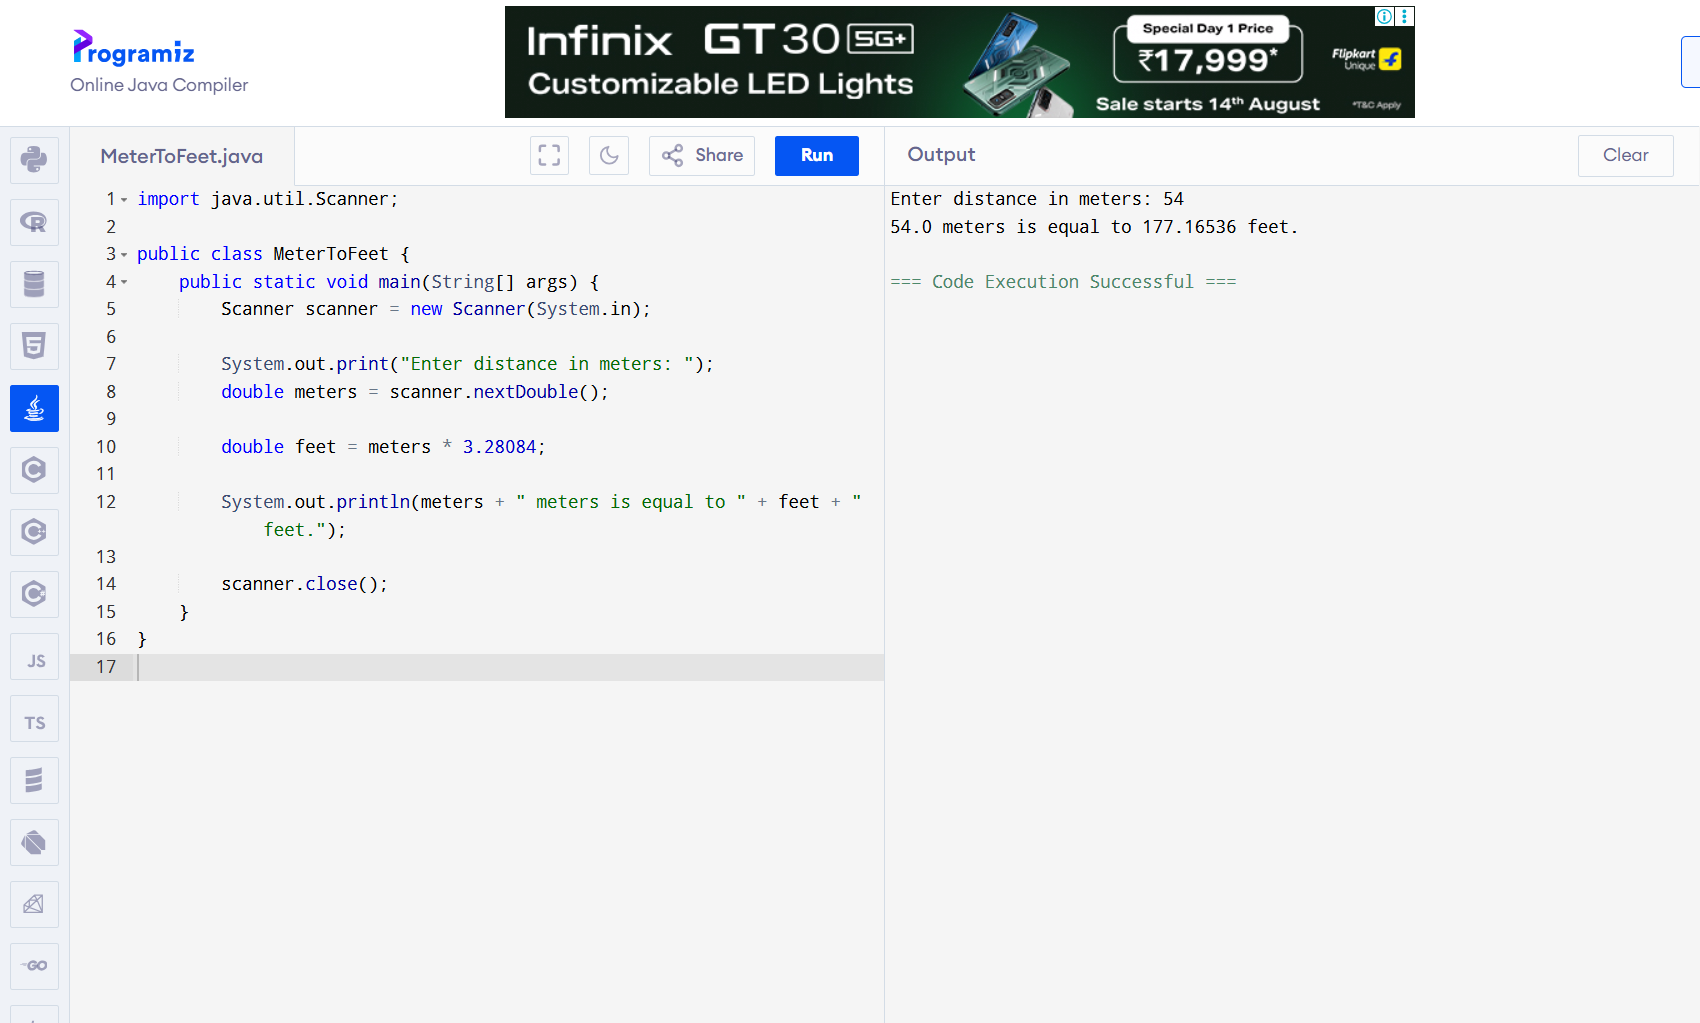 Programiz
Online Java Compiler
Infinix GT 30 5G+
Customizable LED Lights
Special Day 1 Price
₹17,999*
Sale starts 14th August
Flipkart
Unique
*T&C Apply
MeterToFeet.java
Share
Run
Output
Clear
1 import java.util.Scanner;
2
3 public class MeterToFeet {
4 public static void main(String[] args) {
5 Scanner scanner = new Scanner(System.in);
6
7 System.out.print("Enter distance in meters: ");
8 double meters = scanner.nextDouble();
9
10 double feet = meters * 3.28084;
11
12 System.out.println(meters + " meters is equal to " + feet + "
feet.");
13
14 scanner.close();
15 }
16 }
17
Enter distance in meters: 54
54.0 meters is equal to 177.16536 feet.
=== Code Execution Successful ===
R
5
C
C
C
JS
TS
GO